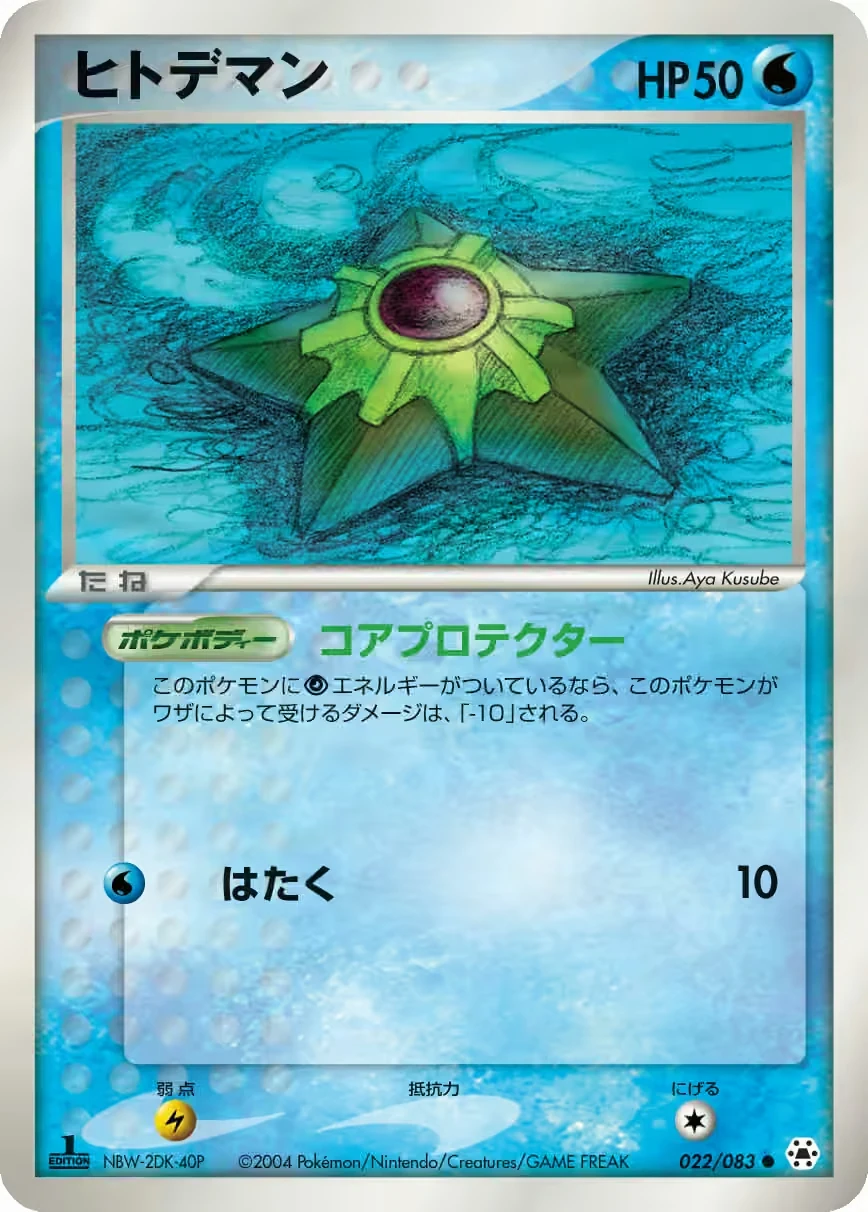 ヒトデマン HP50
たね Illus.Aya Kusube
ポケボディー コアプロテクター
このポケモンにエネルギーがついているなら、このポケモンが
ワザによって受けるダメージは、「-10」される。
はたく 10
弱点 抵抗力 にげる
1 EDITION NBW-2DK-40P ©2004 Pokémon/Nintendo/Creatures/GAME FREAK 022/083